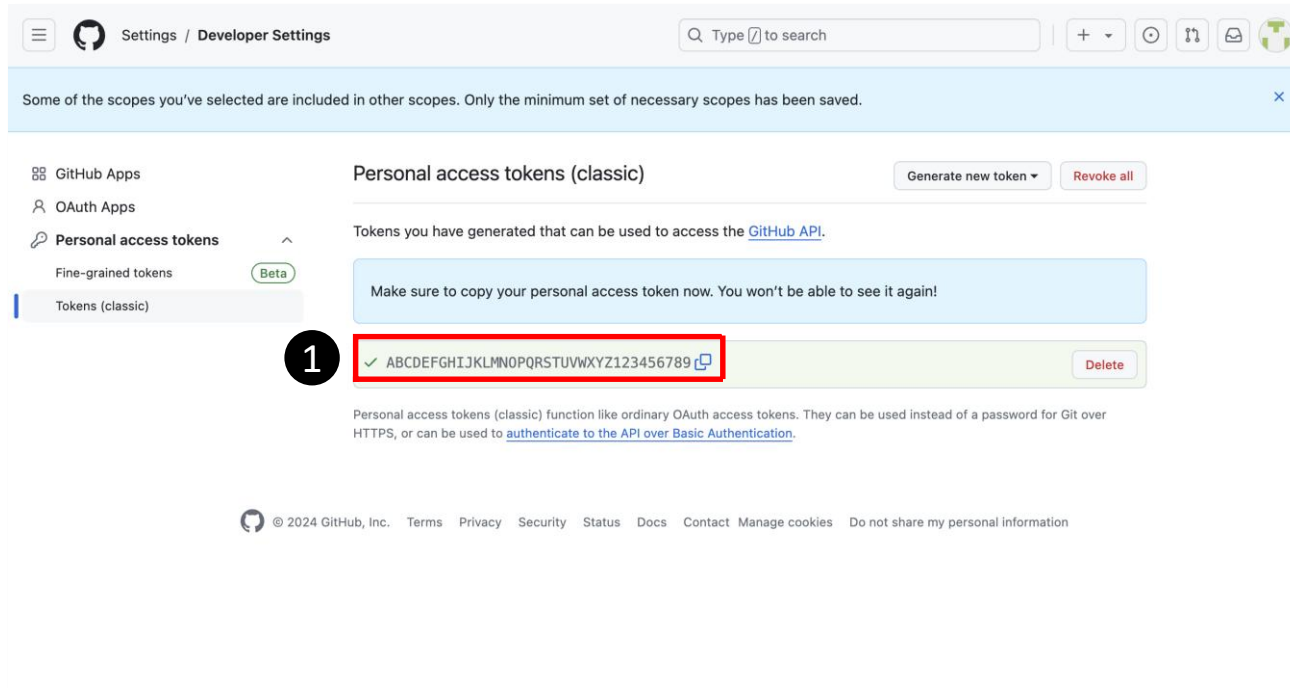 Settings / Developer Settings
Type / to search
Some of the scopes you've selected are included in other scopes. Only the minimum set of necessary scopes has been saved.
GitHub Apps
OAuth Apps
Personal access tokens
Fine-grained tokens Beta
Tokens (classic)
Personal access tokens (classic)
Generate new token
Revoke all
Tokens you have generated that can be used to access the GitHub API.
Make sure to copy your personal access token now. You won't be able to see it again!
1
ABCDEFGHIJKLMNOPQRSTUVWXYZ123456789
Delete
Personal access tokens (classic) function like ordinary OAuth access tokens. They can be used instead of a password for Git over
HTTPS, or can be used to authenticate to the API over Basic Authentication.
© 2024 GitHub, Inc. Terms Privacy Security Status Docs Contact Manage cookies Do not share my personal information